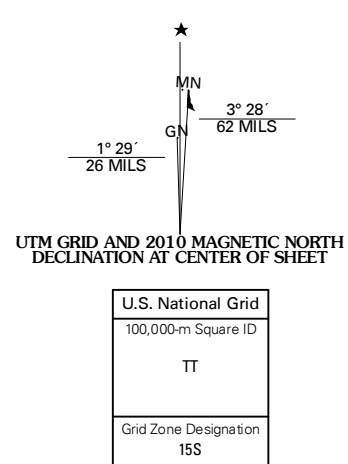 ★
MN
GN
3° 28´
62 MILS
1° 29´
26 MILS
UTM GRID AND 2010 MAGNETIC NORTH
DECLINATION AT CENTER OF SHEET
U.S. National Grid
100,000-m Square ID
TT
Grid Zone Designation
15S